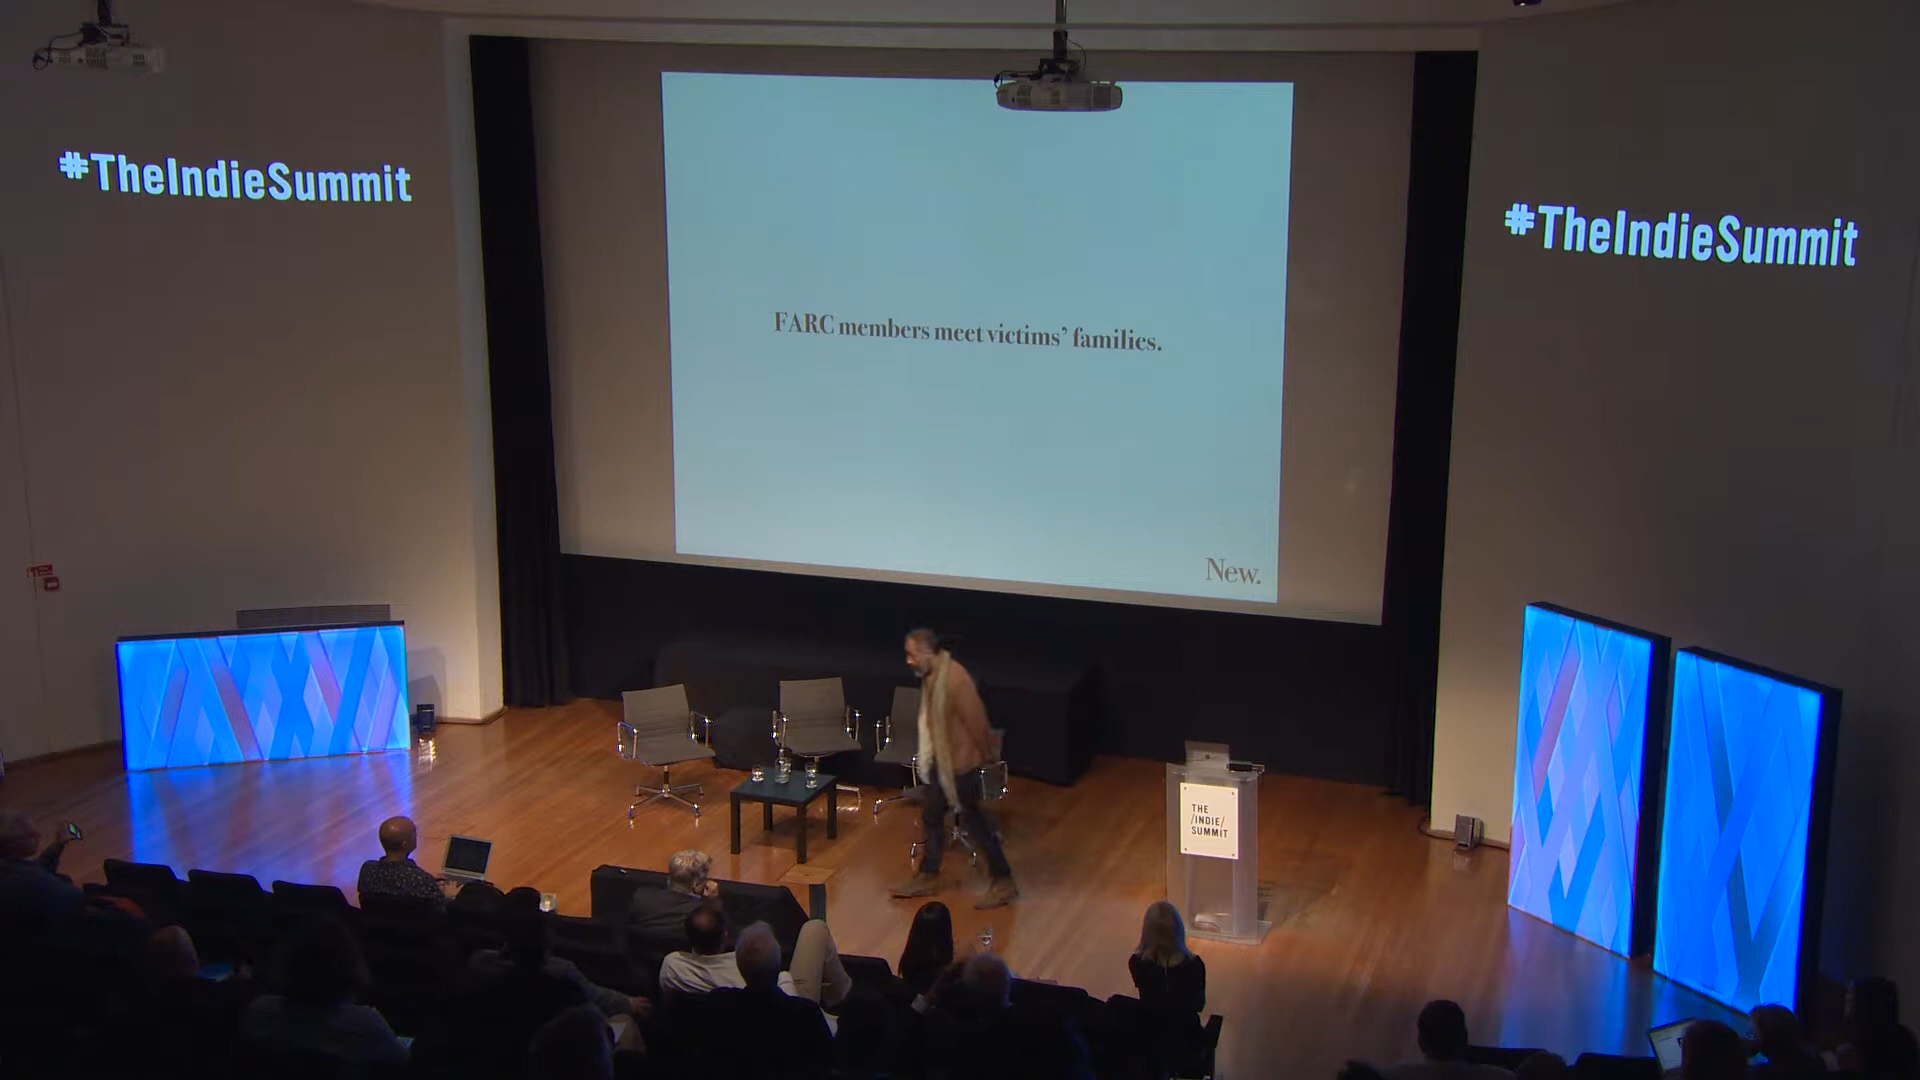 #TheIndieSummit
#TheIndieSummit
FARC members meet victims’ families.
New.
THE
/INDIE/
SUMMIT